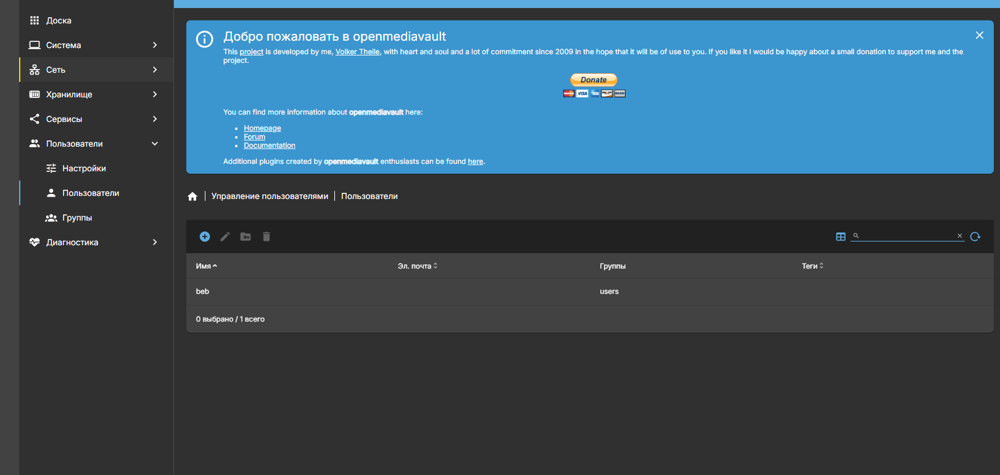 Доска
Система
Сеть
Хранилище
Сервисы
Пользователи
Настройки
Пользователи
Группы
Диагностика
Добро пожаловать в openmediavault
This project is developed by me, Volker Theile, with heart and soul and a lot of commitment since 2009 in the hope that it will be of use to you. If you like it I would be happy about a small donation to support me and the
project.
Donate
VISA
BANK
You can find more information about openmediavault here:
Homepage
Forum
Documentation
Additional plugins created by openmediavault enthusiasts can be found here.
Управление пользователями
Пользователи
Имя Эл. почта Группы Теги
beb users
0 выбрано / 1 всего